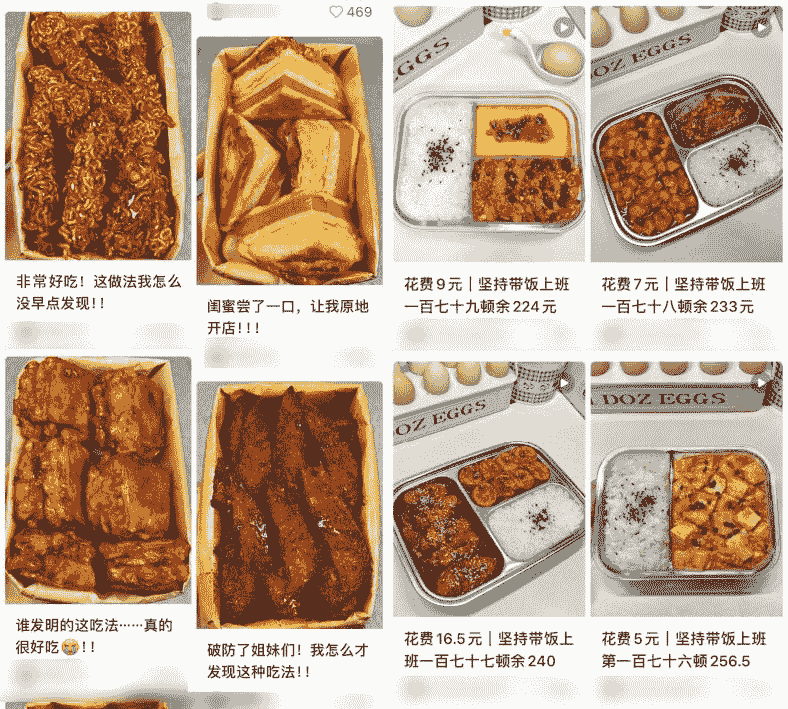 469
GGS
DOZ EGGS
非常好吃！这做法我怎么
没早点发现！！
闺蜜尝了一口，让我原地
开店！！！
花费9元｜坚持带饭上班
一百七十九顿余224元
花费7元｜坚持带饭上班
一百七十八顿余233元
OZ EGGS
DOZ EGGS
谁发明的这吃法……真的
很好吃😭！！
破防了姐妹们！我怎么才
发现这种吃法！！
花费16.5元｜坚持带饭上
班一百七十七顿余240
花费5元｜坚持带饭上班
第一百七十六顿256.5